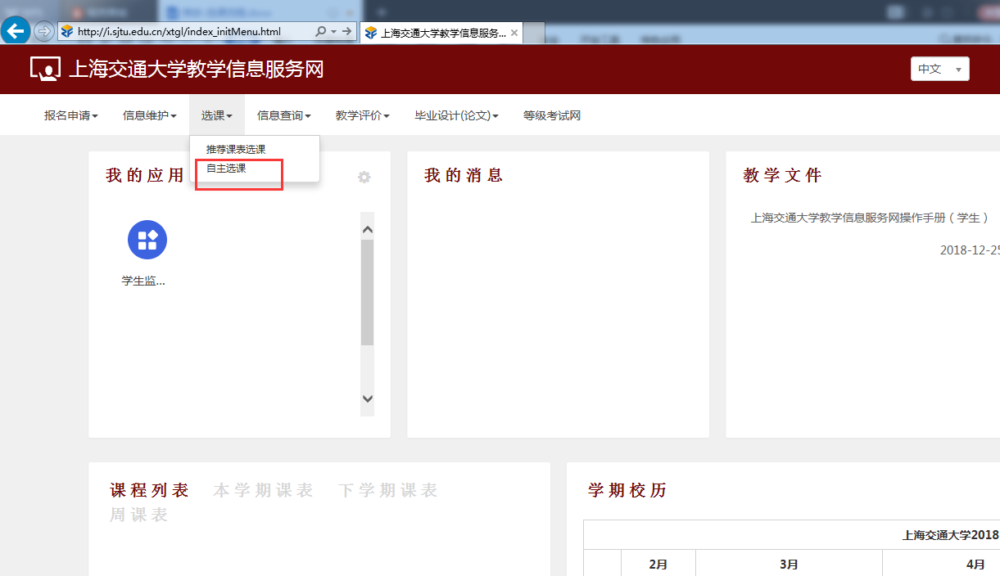 http://i.sjtu.edu.cn/xtgl/index_initMenu.html
上海交通大学教学信息服务...
上海交通大学教学信息服务网
中文
报名申请 信息维护 选课 信息查询 教学评价 毕业设计(论文) 等级考试网
推荐课表选课
自主选课
我的应用
学生监...
我的消息
教学文件
上海交通大学教学信息服务网操作手册（学生）
2018-12-25
课程列表 本学期课表 下学期课表
周课表
学期校历
上海交通大学2018
2月 3月 4月